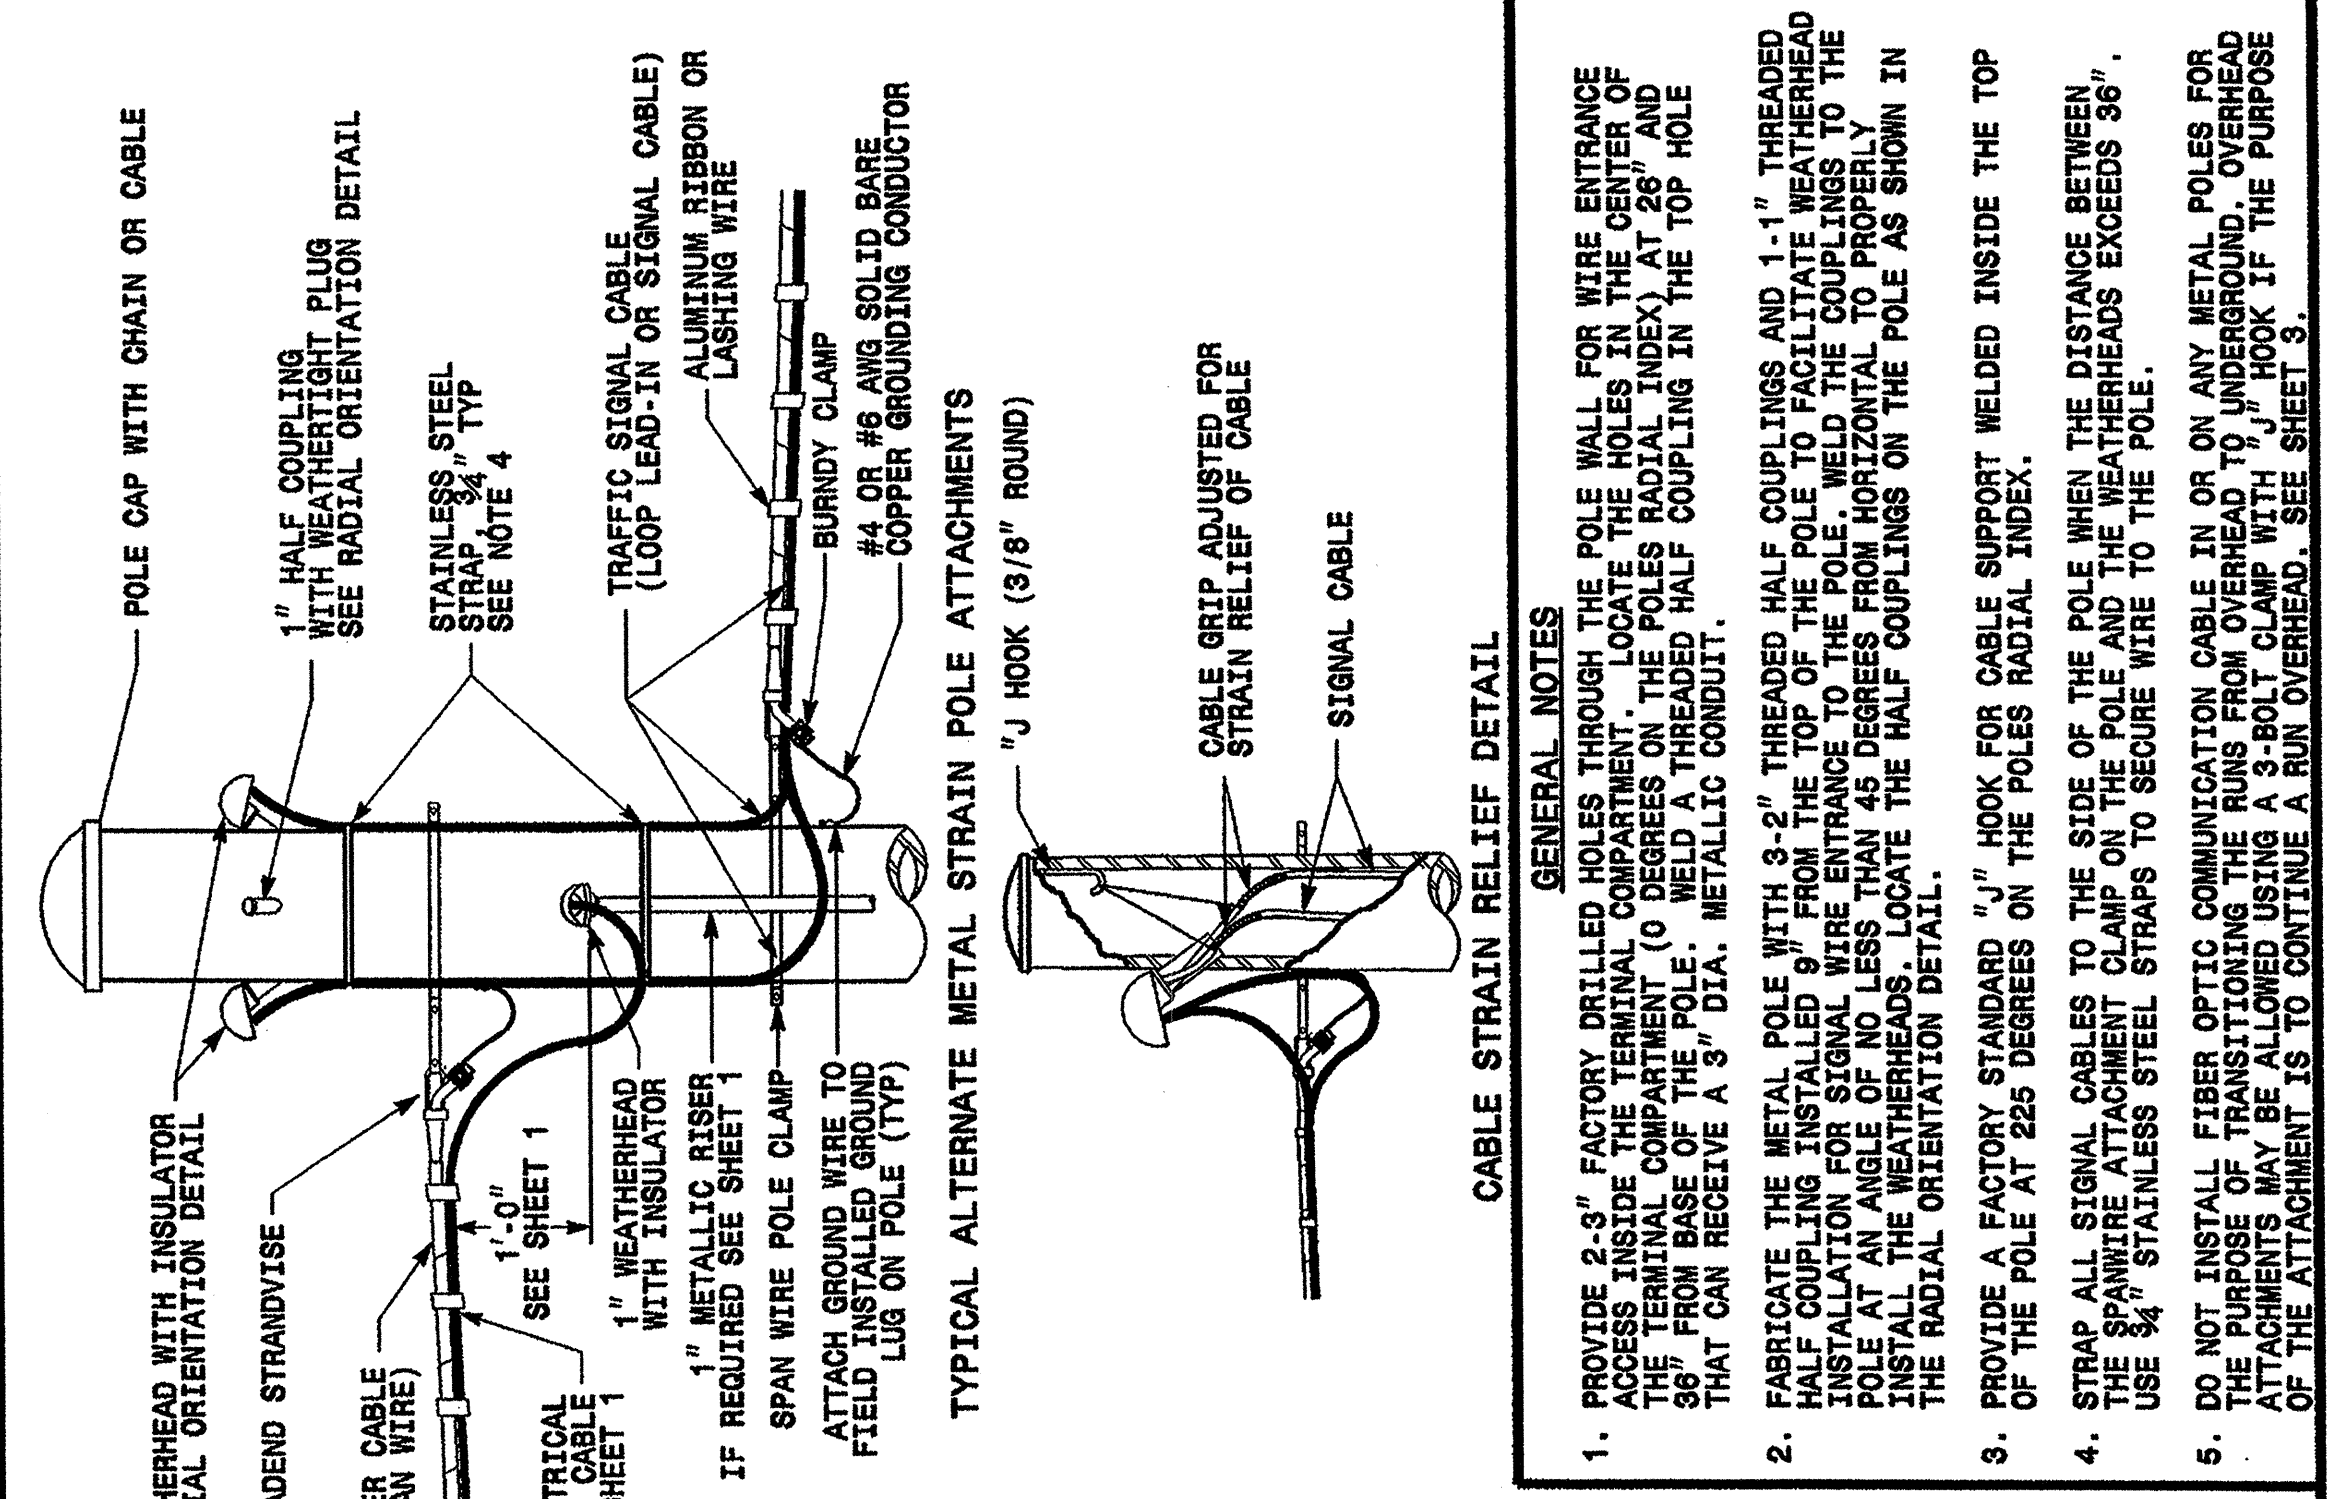 POLE CAP WITH CHAIN OR CABLE
1" HALF COUPLING
WITH WEATHERTIGHT PLUG
SEE RADIAL ORIENTATION DETAIL
STAINLESS STEEL
STRAP, ¾" TYP
SEE NOTE 4
TRAFFIC SIGNAL CABLE
(LOOP LEAD-IN OR SIGNAL CABLE)
ALUMINUM RIBBON OR
LASHING WIRE
BURNDY CLAMP
#4 OR #6 AWG SOLID BARE
COPPER GROUNDING CONDUCTOR
WITH INSULATOR
ORIENTATION DETAIL
STRANDVISE
CABLE
WIRE)
1'-0"
SEE SHEET 1
CABLE
1
1" WEATHERHEAD
WITH INSULATOR
1" METALLIC RISER
IF REQUIRED SEE SHEET 1
SPAN WIRE POLE CLAMP
ATTACH GROUND WIRE TO
FIELD INSTALLED GROUND
LUG ON POLE (TYP)
TYPICAL ALTERNATE METAL STRAIN POLE ATTACHMENTS
"J HOOK (3/8" ROUND)
CABLE GRIP ADJUSTED FOR
STRAIN RELIEF OF CABLE
SIGNAL CABLE
CABLE STRAIN RELIEF DETAIL
GENERAL NOTES
1. PROVIDE 2-3" FACTORY DRILLED HOLES THROUGH THE POLE WALL FOR WIRE ENTRANCE
ACCESS INSIDE THE TERMINAL COMPARTMENT. LOCATE THE HOLES IN THE CENTER OF
THE TERMINAL COMPARTMENT (0 DEGREES ON THE POLES RADIAL INDEX) AT 26" AND
36" FROM BASE OF THE POLE. WELD A THREADED HALF COUPLING IN THE TOP HOLE
THAT CAN RECEIVE A 3" DIA. METALLIC CONDUIT.
2. FABRICATE THE METAL POLE WITH 3-2" THREADED HALF COUPLINGS AND 1-1" THREADED
HALF COUPLING INSTALLED 9" FROM THE TOP OF THE POLE TO FACILITATE WEATHERHEAD
INSTALLATION FOR SIGNAL WIRE ENTRANCE TO THE POLE. WELD THE COUPLINGS TO THE
POLE AT AN ANGLE OF NO LESS THAN 45 DEGREES FROM HORIZONTAL TO PROPERLY
INSTALL THE WEATHERHEADS. LOCATE THE HALF COUPLINGS ON THE POLE AS SHOWN IN
THE RADIAL ORIENTATION DETAIL.
3. PROVIDE A FACTORY STANDARD "J" HOOK FOR CABLE SUPPORT WELDED INSIDE THE TOP
OF THE POLE AT 225 DEGREES ON THE POLES RADIAL INDEX.
4. STRAP ALL SIGNAL CABLES TO THE SIDE OF THE POLE WHEN THE DISTANCE BETWEEN
THE SPANWIRE ATTACHMENT CLAMP ON THE POLE AND THE WEATHERHEADS EXCEEDS 36".
USE ¾" STAINLESS STEEL STRAPS TO SECURE WIRE TO THE POLE.
5. DO NOT INSTALL FIBER OPTIC COMMUNICATION CABLE IN OR ON ANY METAL POLES FOR
THE PURPOSE OF TRANSITIONING THE RUNS FROM OVERHEAD TO UNDERGROUND. OVERHEAD
ATTACHMENTS MAY BE ALLOWED USING A 3-BOLT CLAMP WITH "J" HOOK IF THE PURPOSE
OF THE ATTACHMENT IS TO CONTINUE A RUN OVERHEAD. SEE SHEET 3.